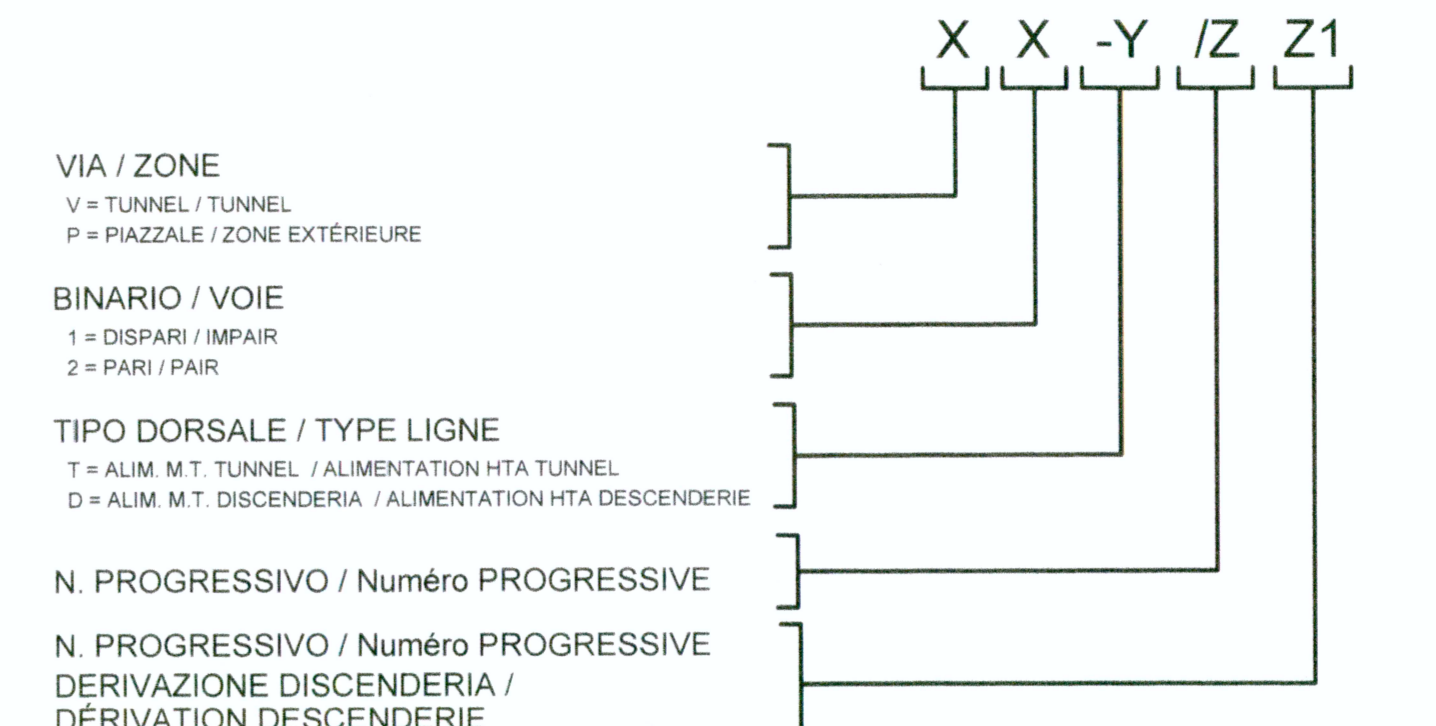 X X -Y /Z Z1
VIA / ZONE
V = TUNNEL / TUNNEL
P = PIAZZALE / ZONE EXTÉRIEURE
BINARIO / VOIE
1 = DISPARI / IMPAIR
2 = PARI / PAIR
TIPO DORSALE / TYPE LIGNE
T = ALIM. M.T. TUNNEL / ALIMENTATION HTA TUNNEL
D = ALIM. M.T. DISCENDERIA / ALIMENTATION HTA DESCENDERIE
N. PROGRESSIVO / Numéro PROGRESSIVE
N. PROGRESSIVO / Numéro PROGRESSIVE
DERIVAZIONE DISCENDERIA /
DÉRIVATION DESCENDERIE